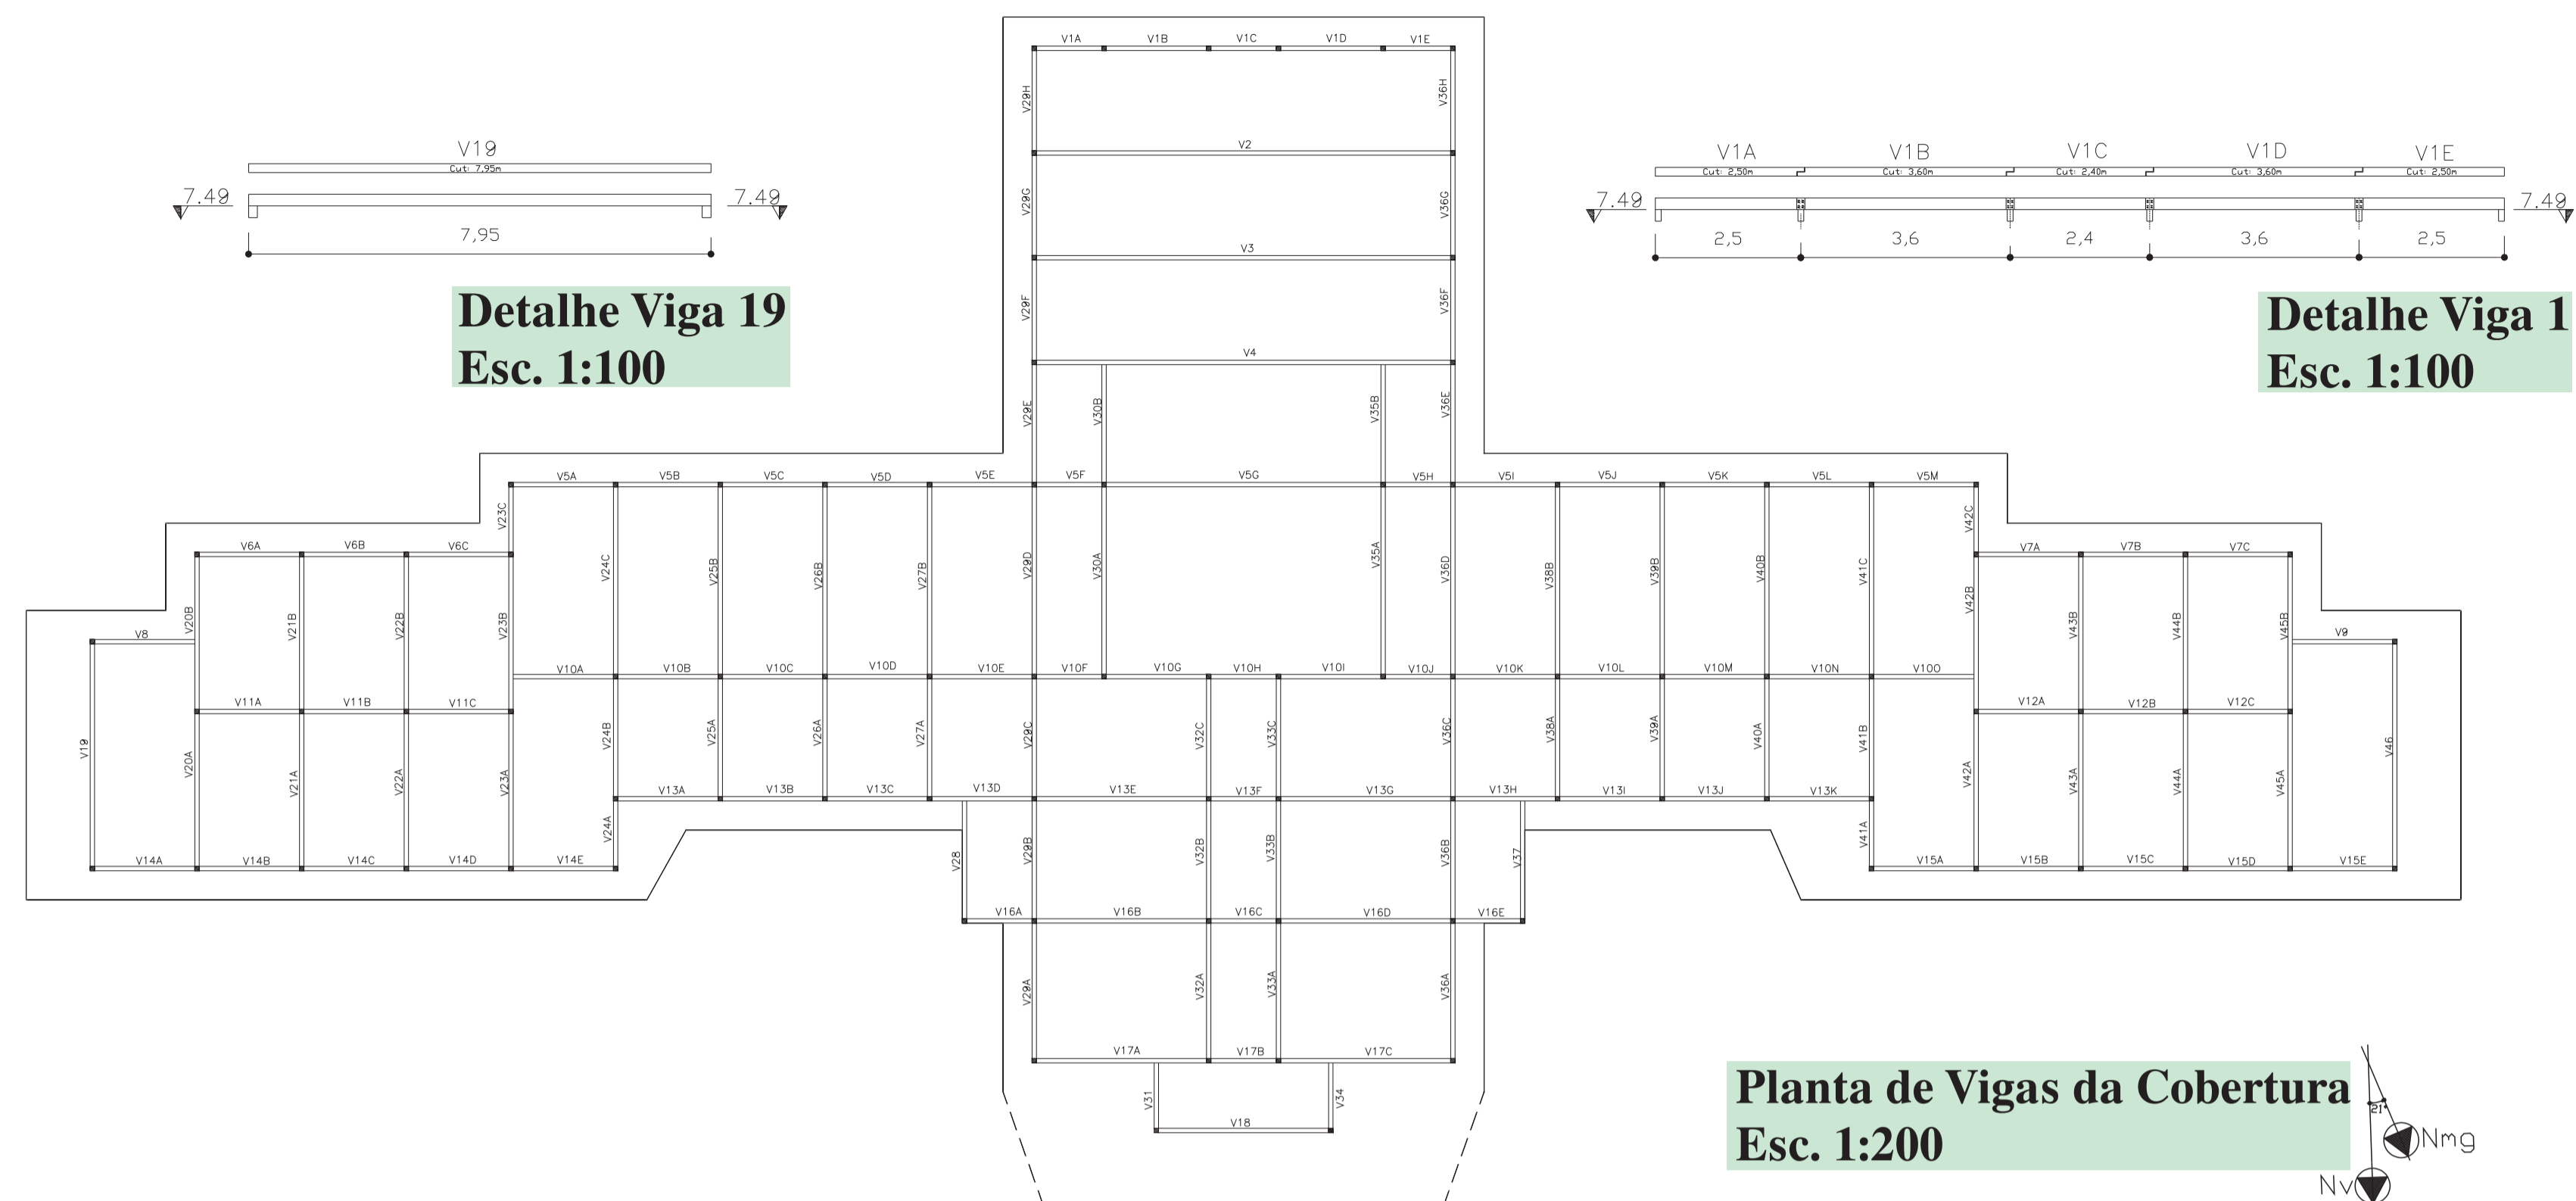 V19
Cut: 7,95m
7.49
7.49
7,95
Detalhe Viga 19
Esc. 1:100
V1A V1B V1C V1D V1E
Cut: 2,50m Cut: 3,60m Cut: 2,40m Cut: 3,60m Cut: 2,50m
7.49
7.49
2,5 3,6 2,4 3,6 2,5
Detalhe Viga 1
Esc. 1:100
V1A V1B V1C V1D V1E
V29H V36H
V2
V29G V36G
V3
V29F V36F
V4
V29E V30B V35B V36E
V5A V5B V5C V5D V5E V5F V5G V5H V5I V5J V5K V5L V5M
V23C V42C
V6A V6B V6C
V7A V7B V7C
V24C V25B V26B V27B V29D V30A V35A V36D V38B V39B V40B V41C V42B
V8 V20B V21B V22B V23B
V43B V44B V45B V9
V10A V10B V10C V10D V10E V10F V10G V10H V10I V10J V10K V10L V10M V10N V10O
V11A V11B V11C
V12A V12B V12C
V19 V20A V21A V22A V23A V24B V25A V26A V27A V29C V32C V33C V36C V38A V39A V40A V41B V42A V43A V44A V45A V46
V13A V13B V13C V13D V13E V13F V13G V13H V13I V13J V13K
V24A V28 V29B V32B V33B V36B V37 V41A
V14A V14B V14C V14D V14E
V15A V15B V15C V15D V15E
V16A V16B V16C V16D V16E
V29A V32A V33A V36A
V17A V17B V17C
V31 V34
V18
Planta de Vigas da Cobertura
Esc. 1:200
21°
Nmg
Nv